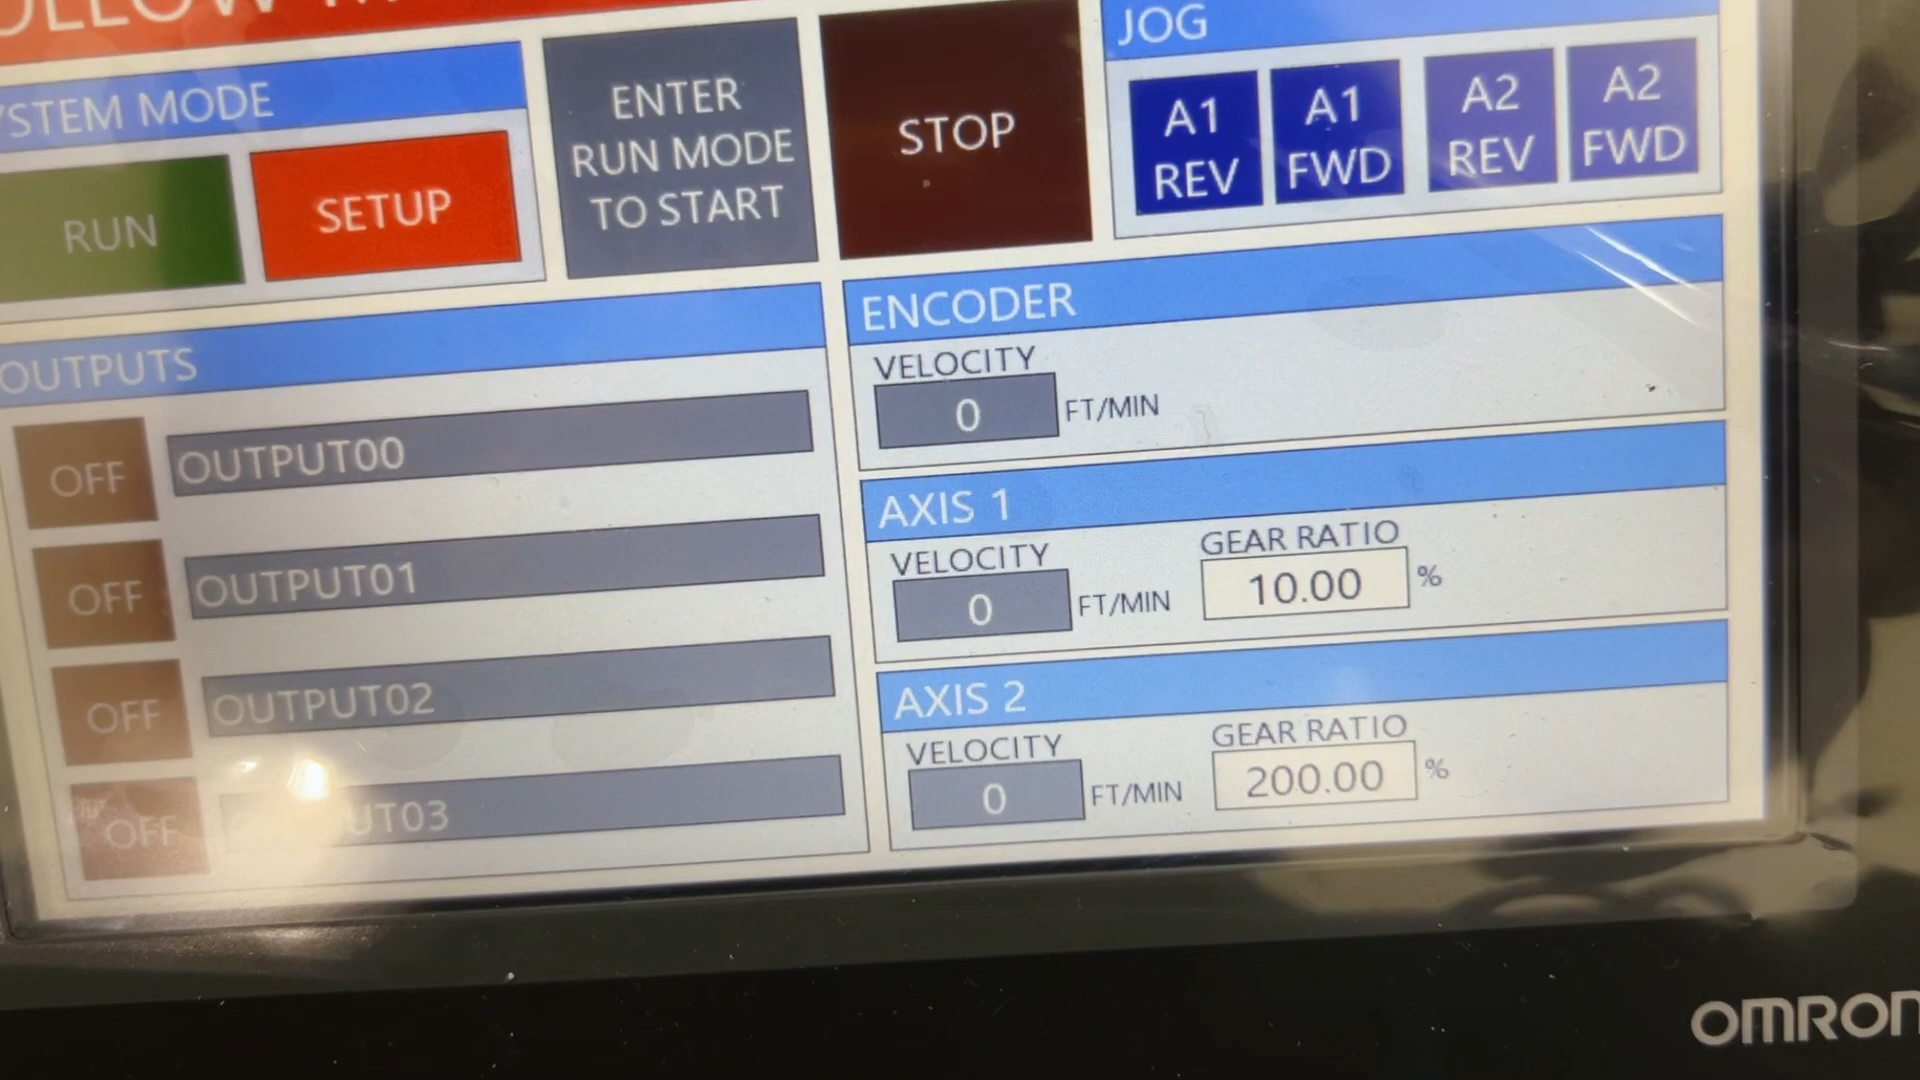 SYSTEM MODE
RUN
SETUP
ENTER
RUN MODE
TO START
STOP
JOG
A1
REV
A1
FWD
A2
REV
A2
FWD
OUTPUTS
OFF
OUTPUT00
OFF
OUTPUT01
OFF
OUTPUT02
OFF
UT03
ENCODER
VELOCITY
0
FT/MIN
AXIS 1
VELOCITY
0
FT/MIN
GEAR RATIO
10.00
%
AXIS 2
VELOCITY
0
FT/MIN
GEAR RATIO
200.00
%
OMRON